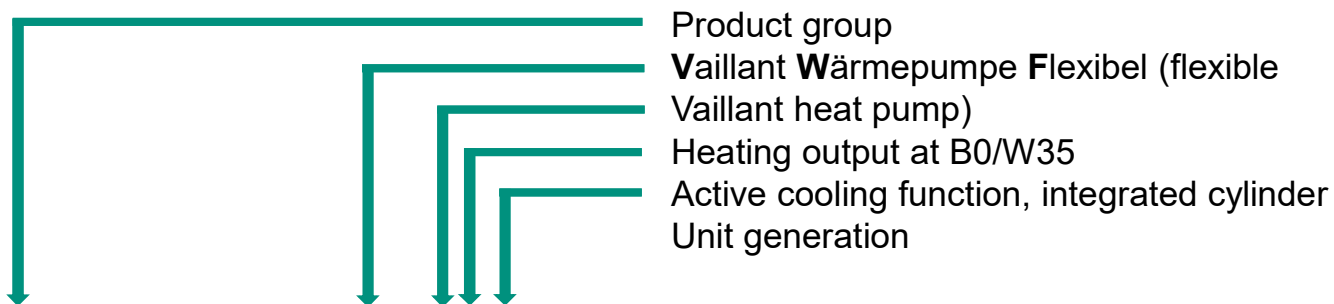 Product group
Vaillant Wärmepumpe Flexibel (flexible
Vaillant heat pump)
Heating output at B0/W35
Active cooling function, integrated cylinder
Unit generation